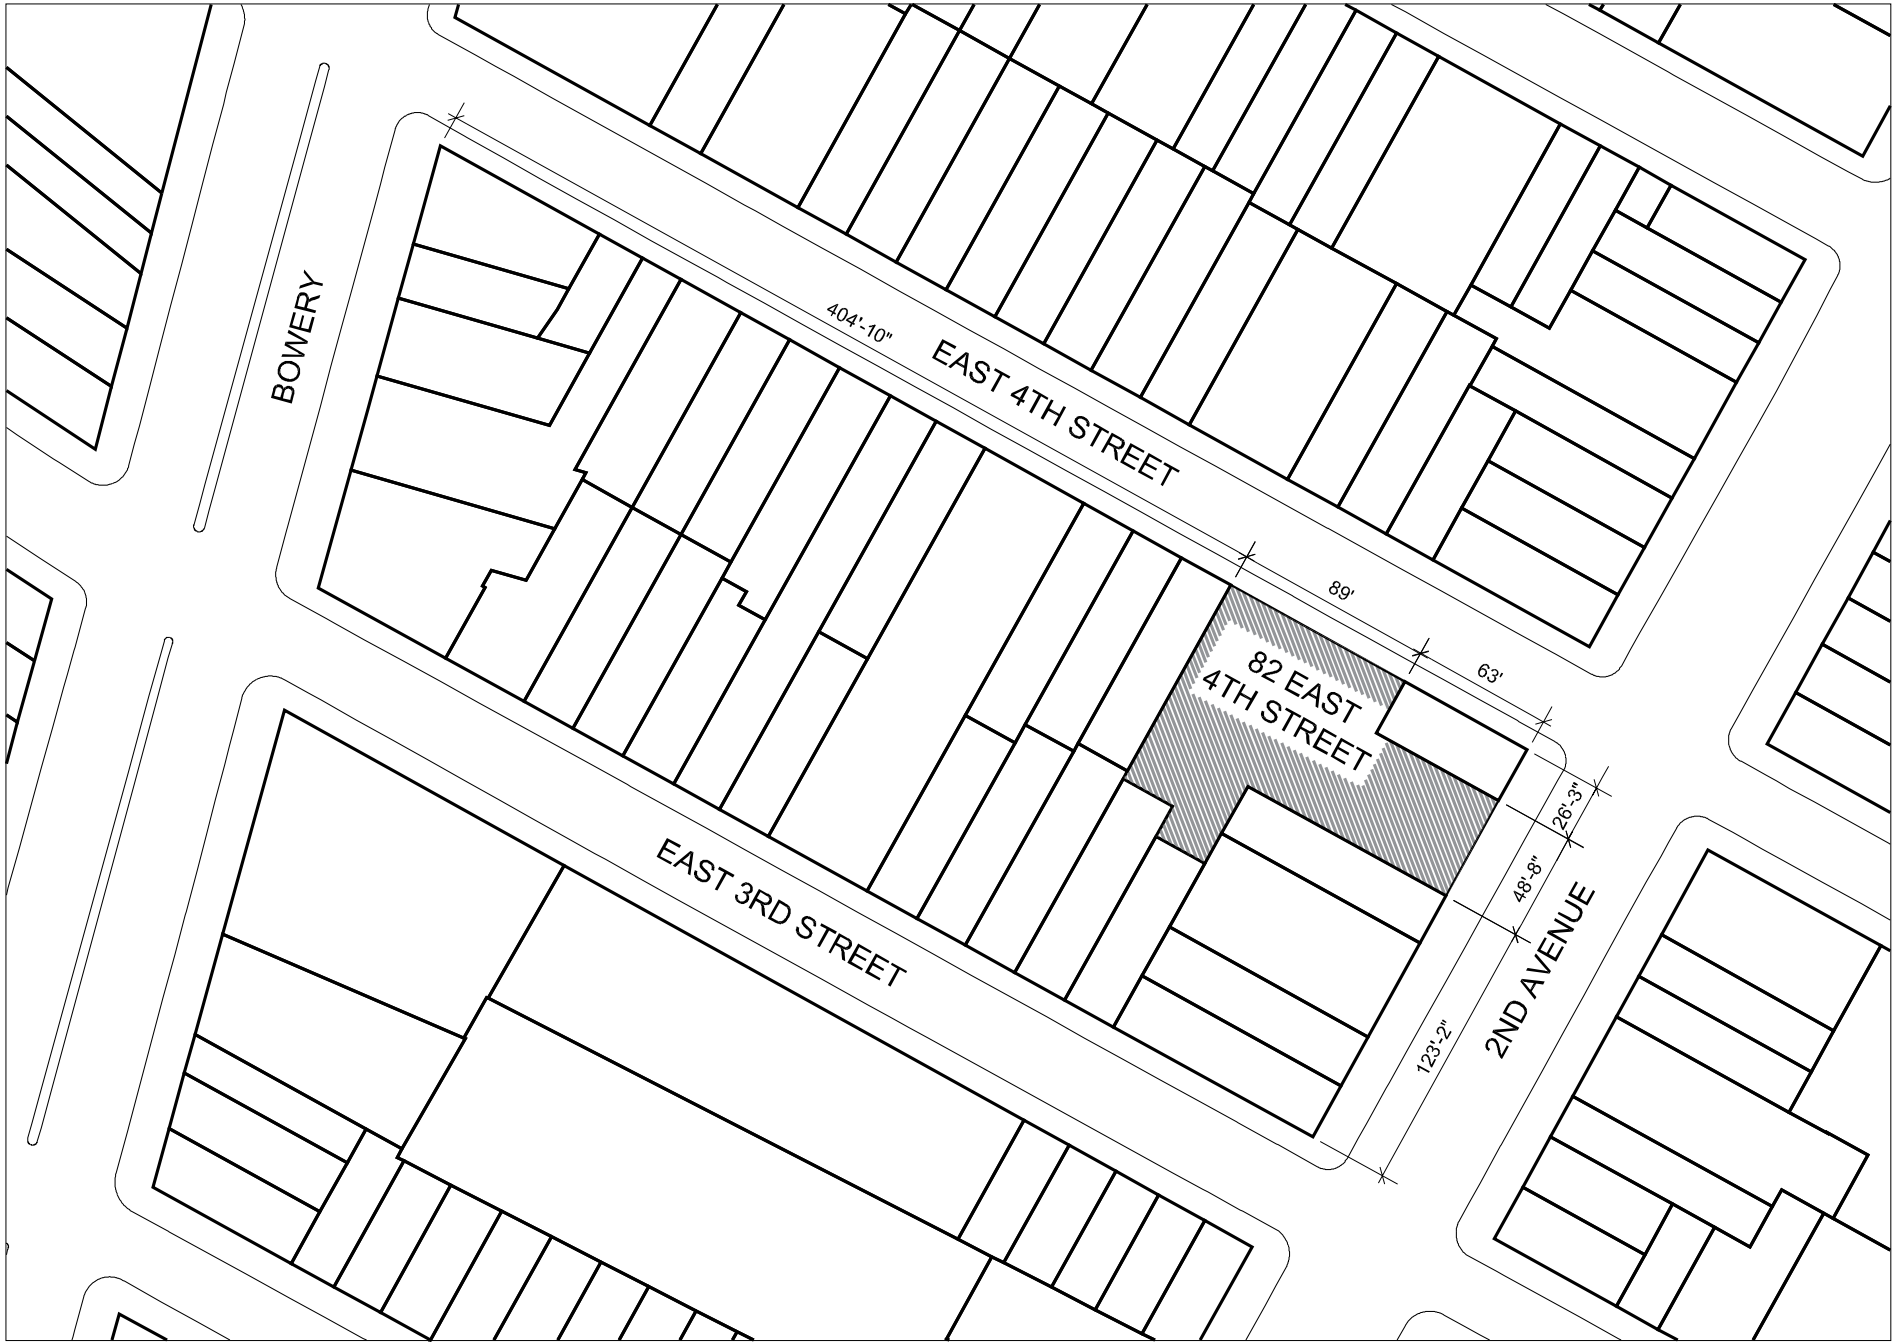 BOWERY
404'-10"
EAST 4TH STREET
89'
63'
82 EAST
4TH STREET
26'-3"
48'-8"
2ND AVENUE
EAST 3RD STREET
123'-2"